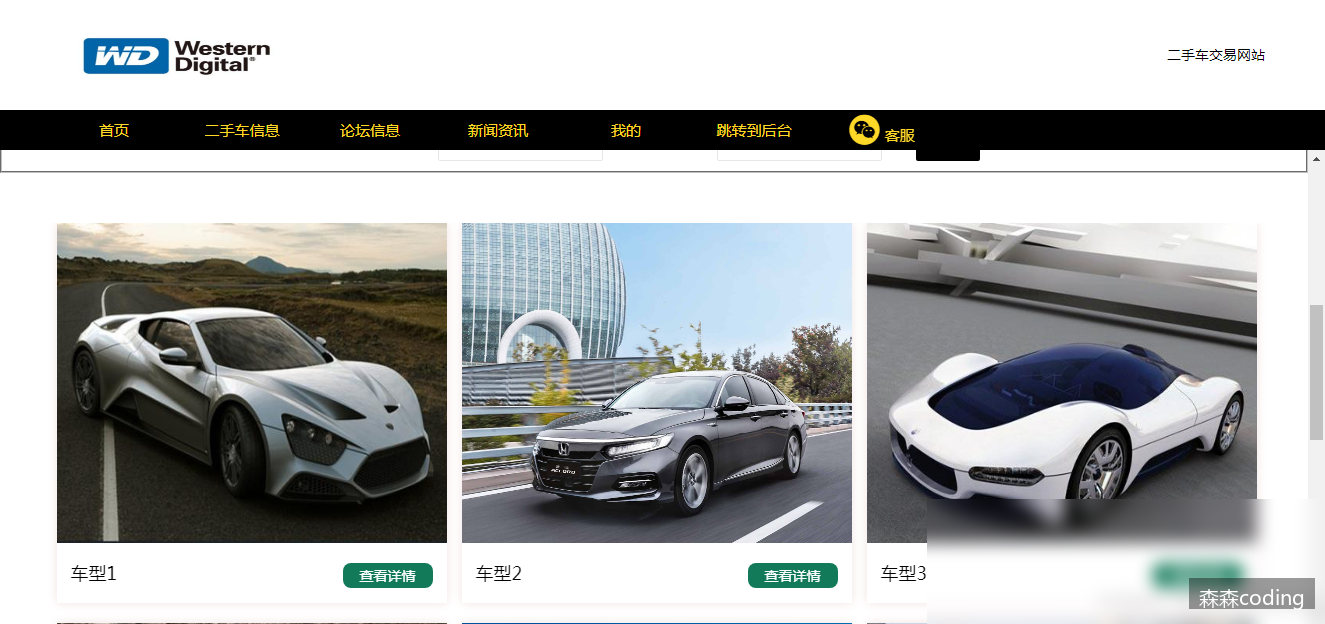 WD Western
Digital®
二手车交易网站
首页 二手车信息 论坛信息 新闻资讯 我的 跳转到后台 客服
车型1 查看详情 车型2 查看详情 车型3
森森coding